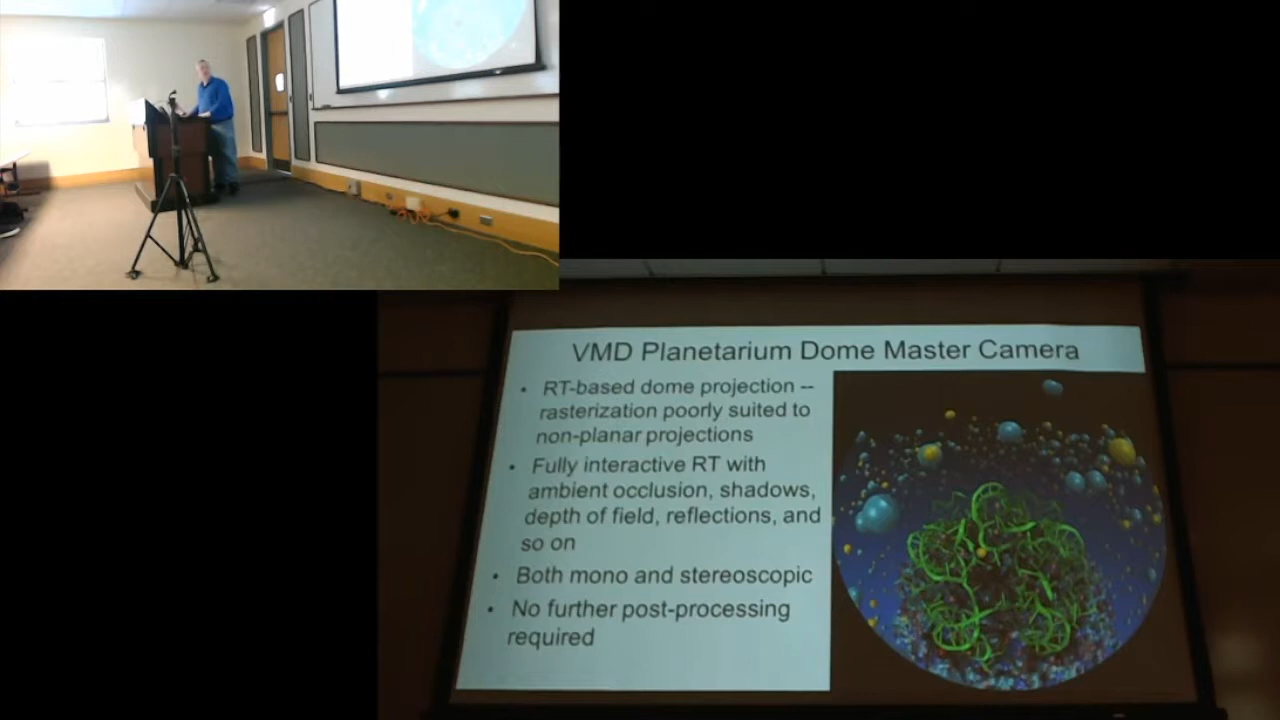 VMD Planetarium Dome Master Camera
• RT-based dome projection --
rasterization poorly suited to
non-planar projections
• Fully interactive RT with
ambient occlusion, shadows,
depth of field, reflections, and
so on
• Both mono and stereoscopic
• No further post-processing
required